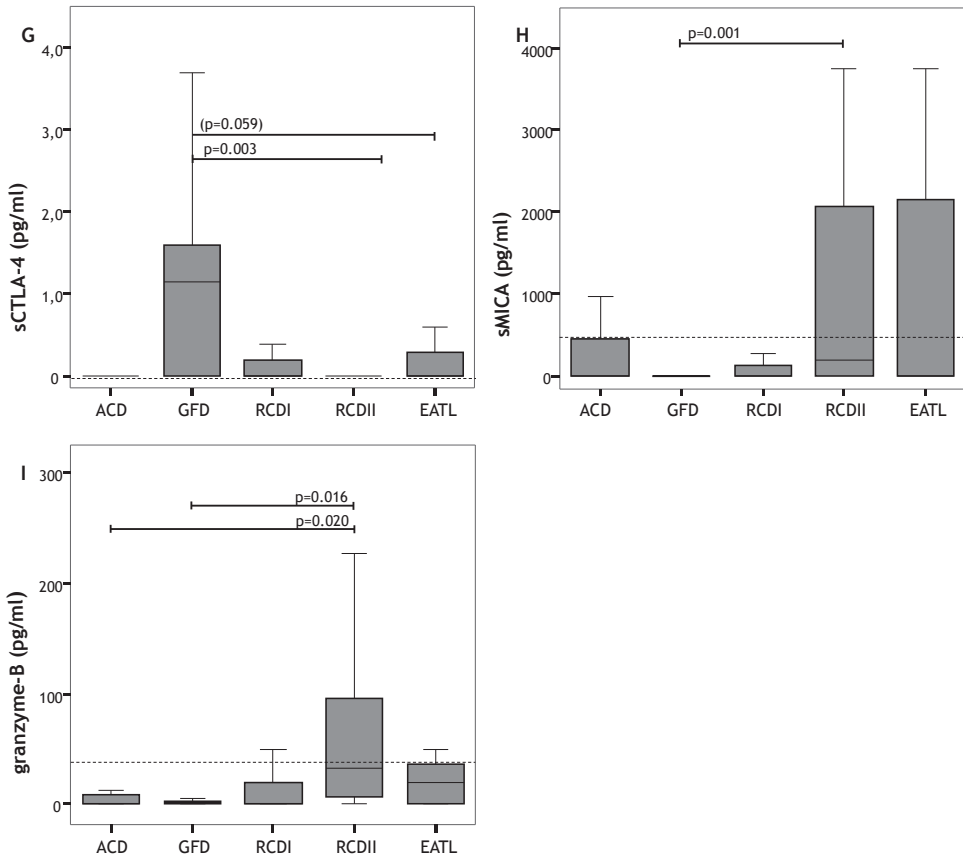 G
4,0
3,0
2,0
1,0
0
sCTLA-4 (pg/ml)
(p=0.059)
p=0.003
ACD GFD RCDI RCDII EATL
H
4000
3000
2000
1000
0
sMICA (pg/ml)
p=0.001
ACD GFD RCDI RCDII EATL
I
300
200
100
0
granzyme-B (pg/ml)
p=0.016
p=0.020
ACD GFD RCDI RCDII EATL